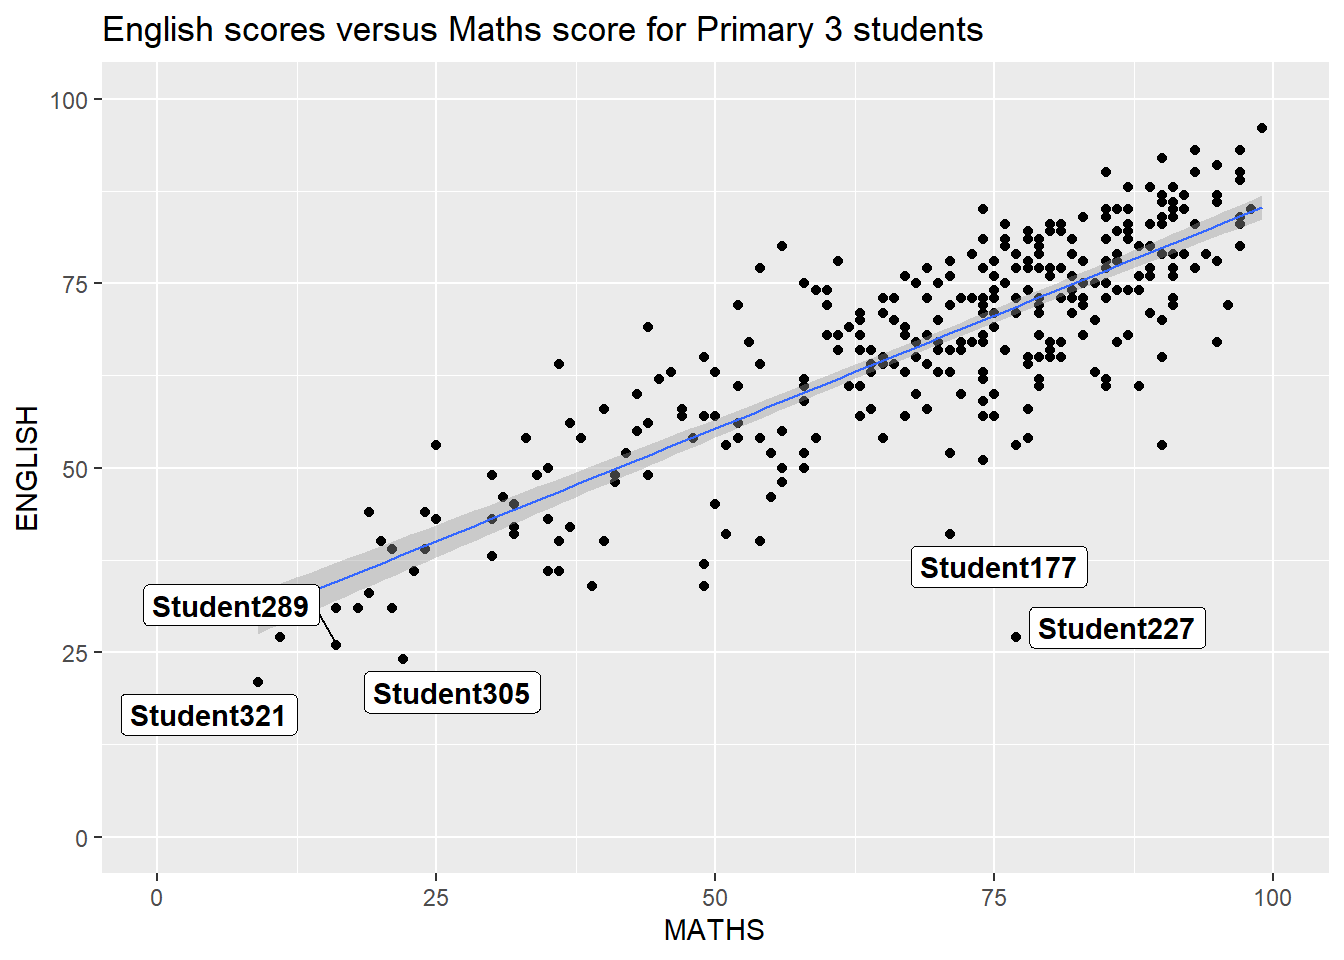 English scores versus Maths score for Primary 3 students
100
75
50
25
0
ENGLISH
Student177
Student289
Student227
Student305
Student321
0
25
50
75
100
MATHS